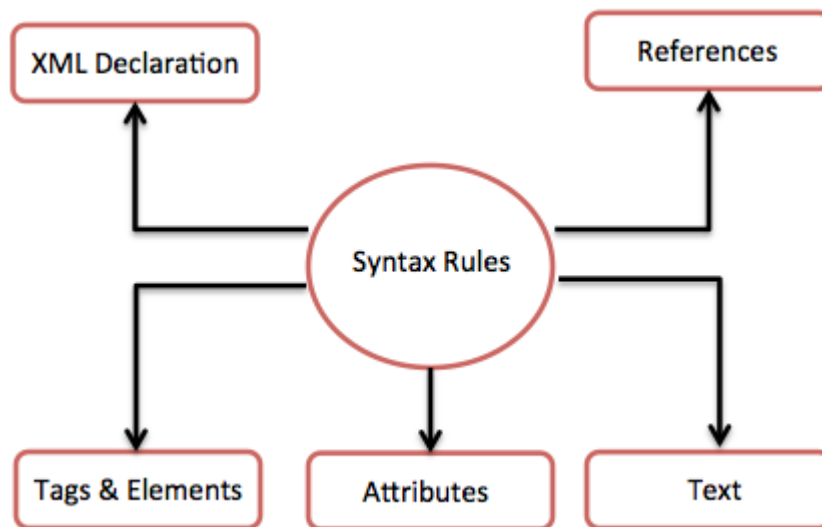 XML Declaration
References
Syntax Rules
Tags & Elements
Attributes
Text